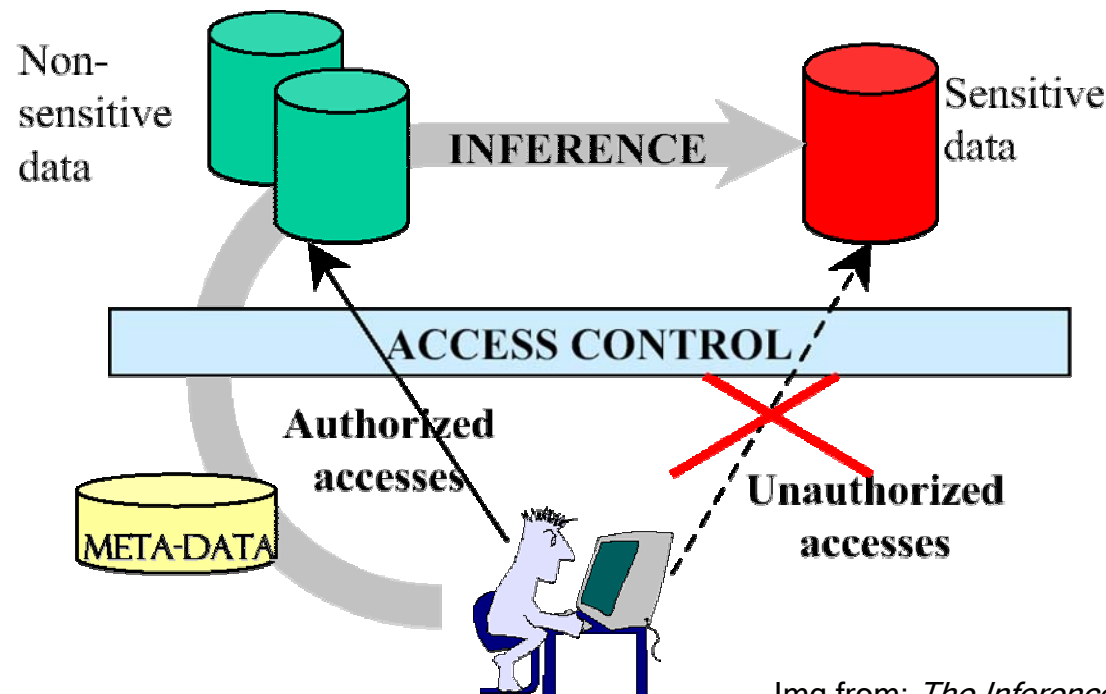 Non-
sensitive
data
INFERENCE
Sensitive
data
ACCESS CONTROL
Authorized
accesses
Unauthorized
accesses
META-DATA
Img from: The Inference